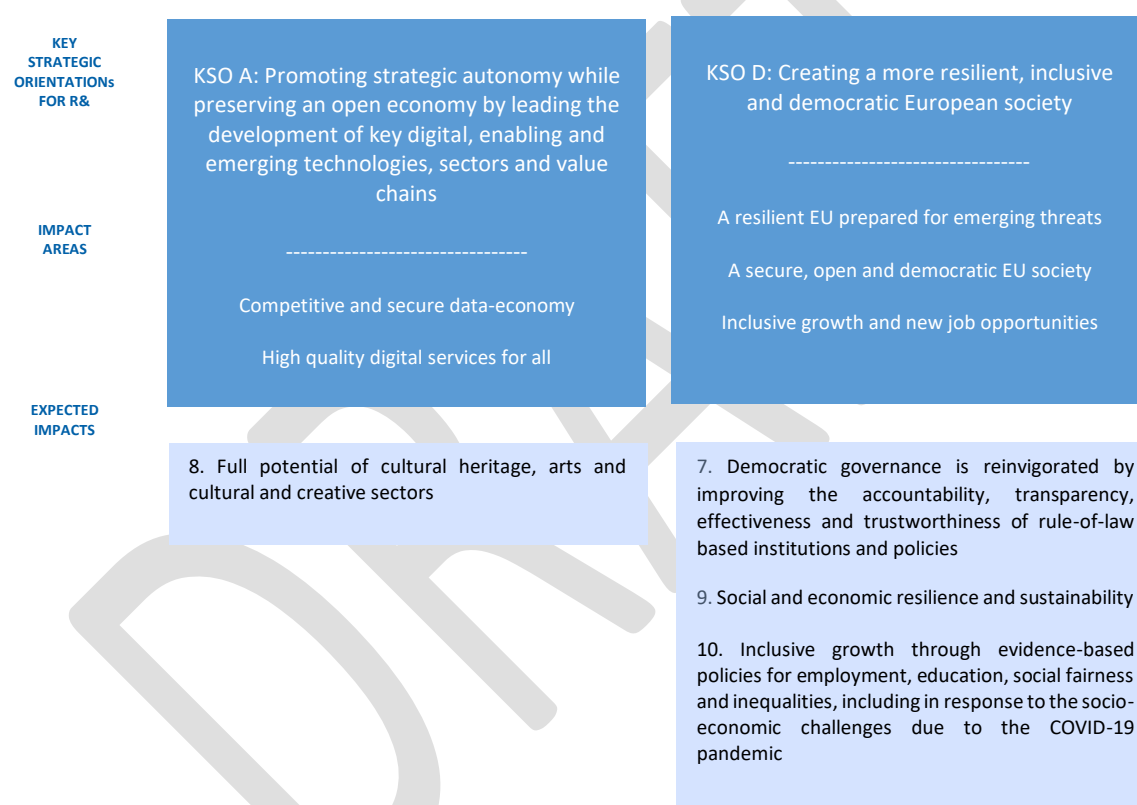 KEY
STRATEGIC
ORIENTATIONs
FOR R&
KSO A: Promoting strategic autonomy while
preserving an open economy by leading the
development of key digital, enabling and
emerging technologies, sectors and value
chains
---------------------------------
Competitive and secure data-economy
High quality digital services for all
KSO D: Creating a more resilient, inclusive
and democratic European society
---------------------------------
A resilient EU prepared for emerging threats
A secure, open and democratic EU society
Inclusive growth and new job opportunities
IMPACT
AREAS
EXPECTED
IMPACTS
8. Full potential of cultural heritage, arts and
cultural and creative sectors
7. Democratic governance is reinvigorated by
improving the accountability, transparency,
effectiveness and trustworthiness of rule-of-law
based institutions and policies
9. Social and economic resilience and sustainability
10. Inclusive growth through evidence-based
policies for employment, education, social fairness
and inequalities, including in response to the socio-
economic challenges due to the COVID-19
pandemic